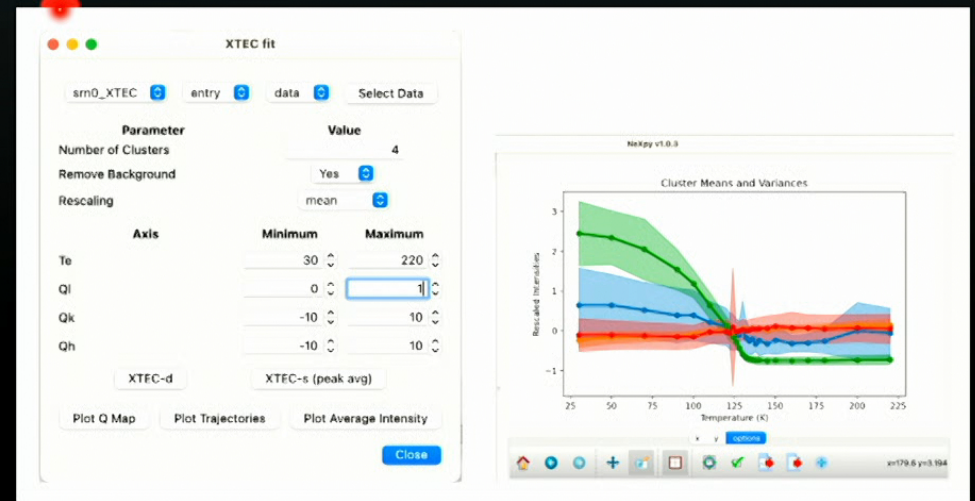 XTEC fit
srn0_XTEC entry data Select Data
Parameter Value
Number of Clusters 4
Remove Background Yes
Rescaling mean
Axis Minimum Maximum
Te 30 220
Ql 0 1
Qk -10 10
Qh -10 10
XTEC-d XTEC-s (peak avg)
Plot Q Map Plot Trajectories Plot Average Intensity
Close
NeXpy v1.0.3
Cluster Means and Variances
Rescaled Intensities
3
2
1
0
-1
25 50 75 100 125 150 175 200 225
Temperature (K)
x y options
x=179.6 y=3.194